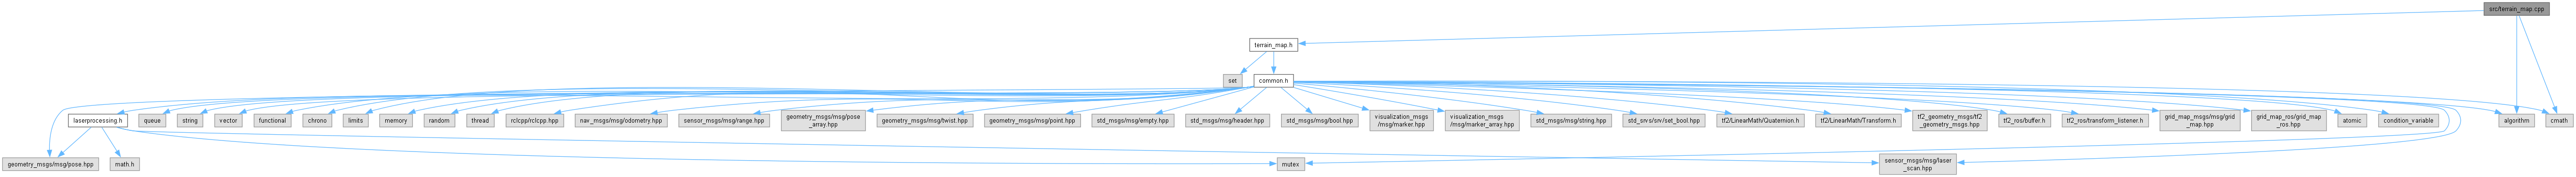 src/terrain_map.cpp
terrain_map.h
set
common.h
laserprocessing.h
queue
string
vector
functional
chrono
limits
memory
random
thread
rclcpp/rclcpp.hpp
nav_msgs/msg/odometry.hpp
sensor_msgs/msg/range.hpp
geometry_msgs/msg/pose
_array.hpp
geometry_msgs/msg/twist.hpp
geometry_msgs/msg/point.hpp
std_msgs/msg/empty.hpp
std_msgs/msg/header.hpp
std_msgs/msg/bool.hpp
visualization_msgs
/msg/marker.hpp
visualization_msgs
/msg/marker_array.hpp
std_msgs/msg/string.hpp
std_srvs/srv/set_bool.hpp
tf2/LinearMath/Quaternion.h
tf2/LinearMath/Transform.h
tf2_geometry_msgs/tf2
_geometry_msgs.hpp
tf2_ros/buffer.h
tf2_ros/transform_listener.h
grid_map_msgs/msg/grid
_map.hpp
grid_map_ros/grid_map
_ros.hpp
atomic
condition_variable
algorithm
cmath
geometry_msgs/msg/pose.hpp
math.h
mutex
sensor_msgs/msg/laser
_scan.hpp